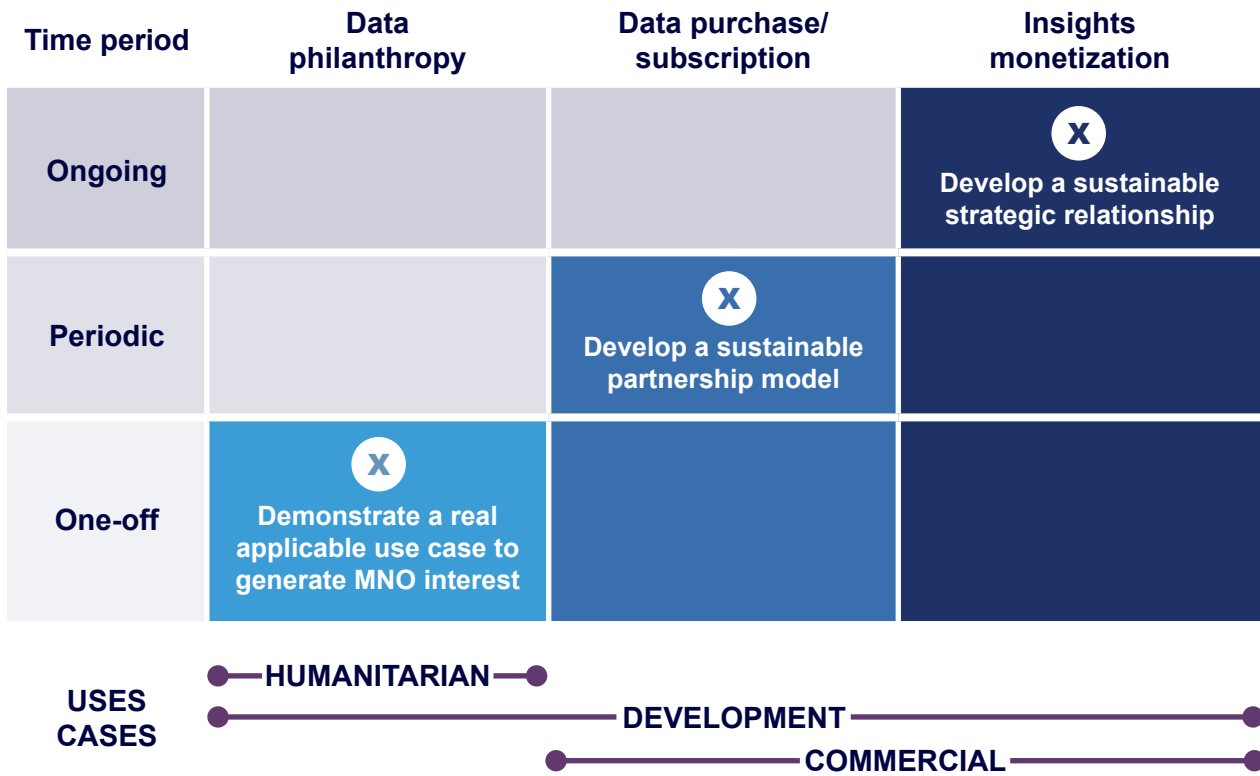 Time period
Data
philanthropy
Data purchase/
subscription
Insights
monetization
Ongoing
X
Develop a sustainable
strategic relationship
Periodic
X
Develop a sustainable
partnership model
One-off
X
Demonstrate a real
applicable use case to
generate MNO interest
USES
CASES
HUMANITARIAN
DEVELOPMENT
COMMERCIAL